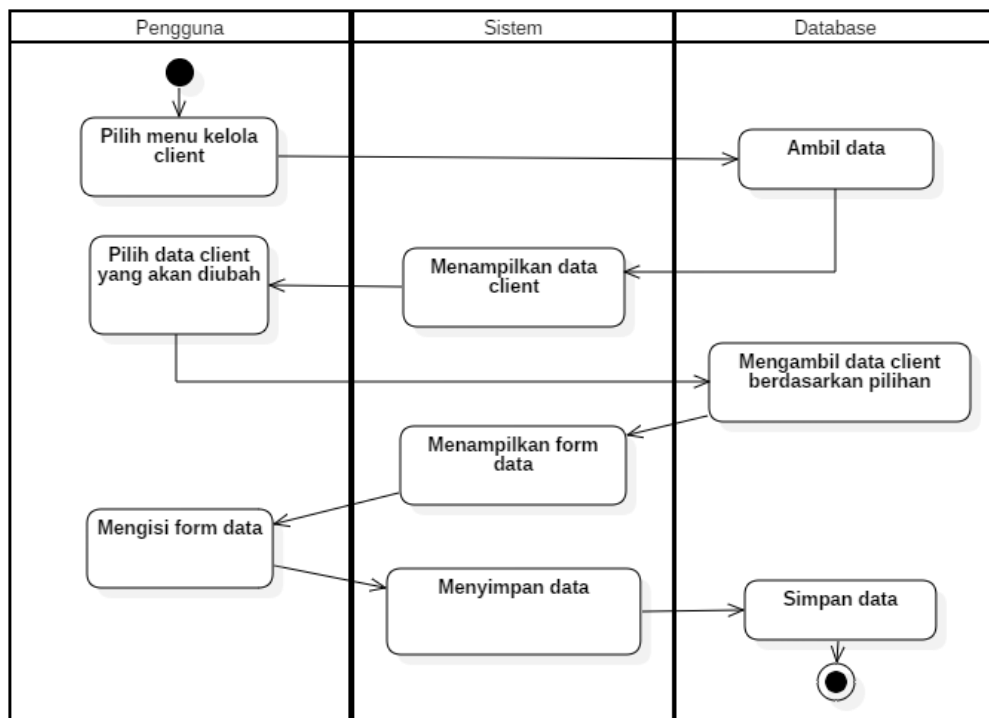 Pengguna
Sistem
Database
Pilih menu kelola
client
Ambil data
Menampilkan data
client
Pilih data client
yang akan diubah
Mengambil data client
berdasarkan pilihan
Menampilkan form
data
Mengisi form data
Menyimpan data
Simpan data